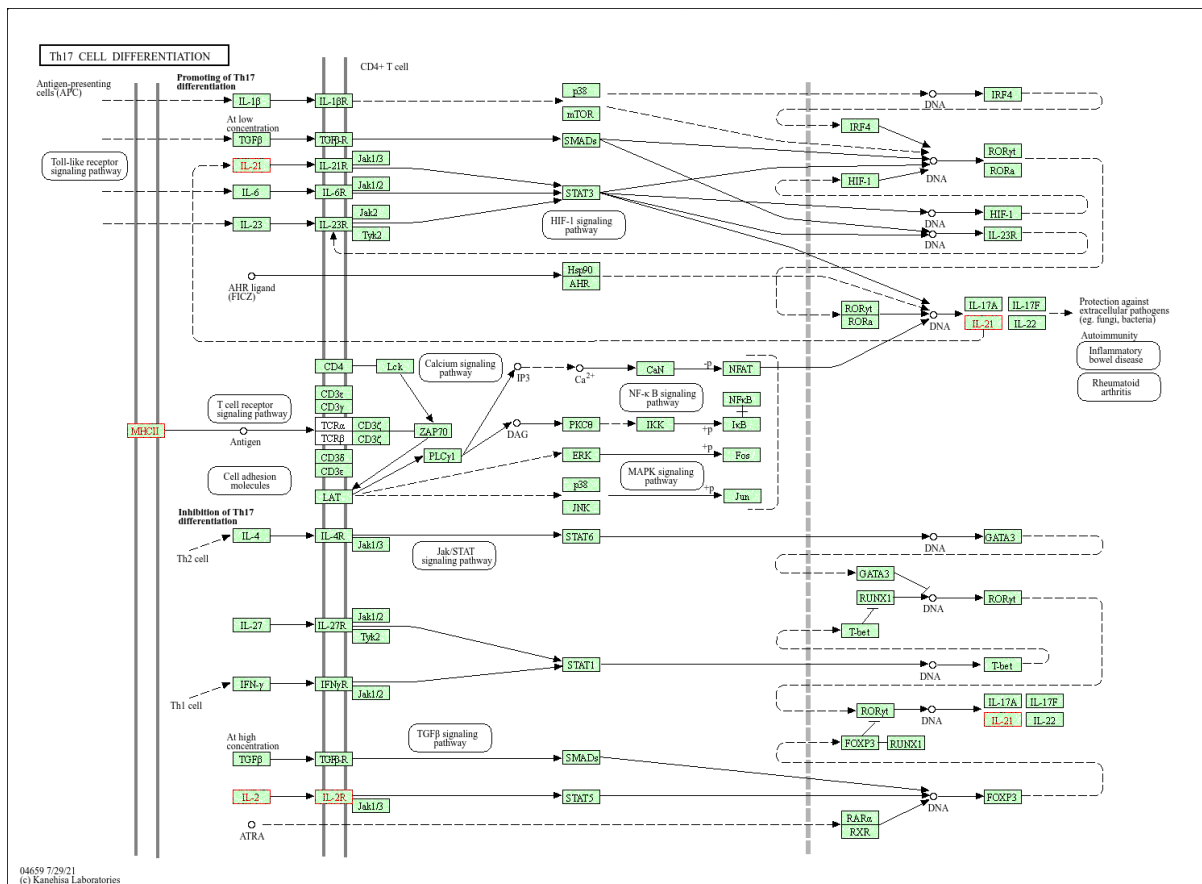 Th17 CELL DIFFERENTIATION
CD4+ T cell
Antigen-presenting
cells (APC)
Promoting of Th17
differentiation
IL-1β
IL-1βR
p38
mTOR
DNA
IRF4
At low
concentration
TGFβ
TGFβ-R
SMADs
IRF4
RORγt
RORα
DNA
Toll-like receptor
signaling pathway
IL-21
IL-21R
Jak1/3
IL-6
IL-6R
Jak1/2
STAT3
HIF-1
IL-23
IL-23R
Jak2
Tyk2
HIF-1 signaling
pathway
DNA
HIF-1
DNA
IL-23R
AHR ligand
(FICZ)
Hsp90
AHR
RORγt
RORα
DNA
IL-17A
IL-17F
IL-21
IL-22
Protection against
extracellular pathogens
(eg. fungi, bacteria)
Autoimmunity
Inflammatory
bowel disease
Rheumatoid
arthritis
CD4
Lck
Calcium signaling
pathway
IP3
Ca2+
CaN
-p
NFAT
CD3ε
CD3γ
T cell receptor
signaling pathway
NF-κ B signaling
pathway
NFκB
MHCII
Antigen
TCRα
TCRβ
CD3ζ
CD3ζ
ZAP70
DAG
PKCθ
IKK
+p
IκB
PLCγ1
CD3δ
CD3ε
ERK
+p
Fos
Cell adhesion
molecules
MAPK signaling
pathway
LAT
p38
JNK
+p
Jun
Inhibition of Th17
differentiation
IL-4
IL-4R
Jak1/3
STAT6
DNA
GATA3
Th2 cell
Jak/STAT
signaling pathway
GATA3
RUNX1
DNA
RORγt
IL-27
IL-27R
Jak1/2
Tyk2
T-bet
STAT1
DNA
T-bet
IFN-γ
IFNγR
Jak1/2
Th1 cell
RORγt
DNA
IL-17A
IL-17F
IL-21
IL-22
At high
concentration
TGFβ signaling
pathway
FOXP3
RUNX1
TGFβ
TGFβ-R
SMADs
IL-2
IL-2R
Jak1/3
STAT5
DNA
FOXP3
ATRA
RARα
RXR
04659 7/29/21
(c) Kanehisa Laboratories